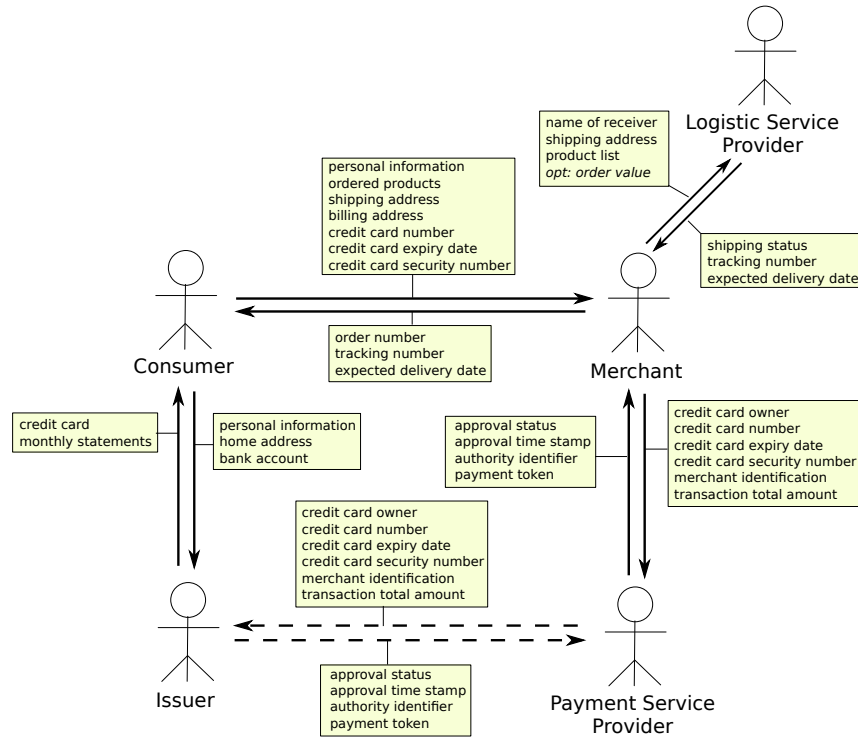 Logistic Service
Provider
name of receiver
shipping address
product list
opt: order value
shipping status
tracking number
expected delivery date
personal information
ordered products
shipping address
billing address
credit card number
credit card expiry date
credit card security number
order number
tracking number
expected delivery date
Consumer
Merchant
credit card
monthly statements
personal information
home address
bank account
approval status
approval time stamp
authority identifier
payment token
credit card owner
credit card number
credit card expiry date
credit card security number
merchant identification
transaction total amount
credit card owner
credit card number
credit card expiry date
credit card security number
merchant identification
transaction total amount
approval status
approval time stamp
authority identifier
payment token
Issuer
Payment Service
Provider